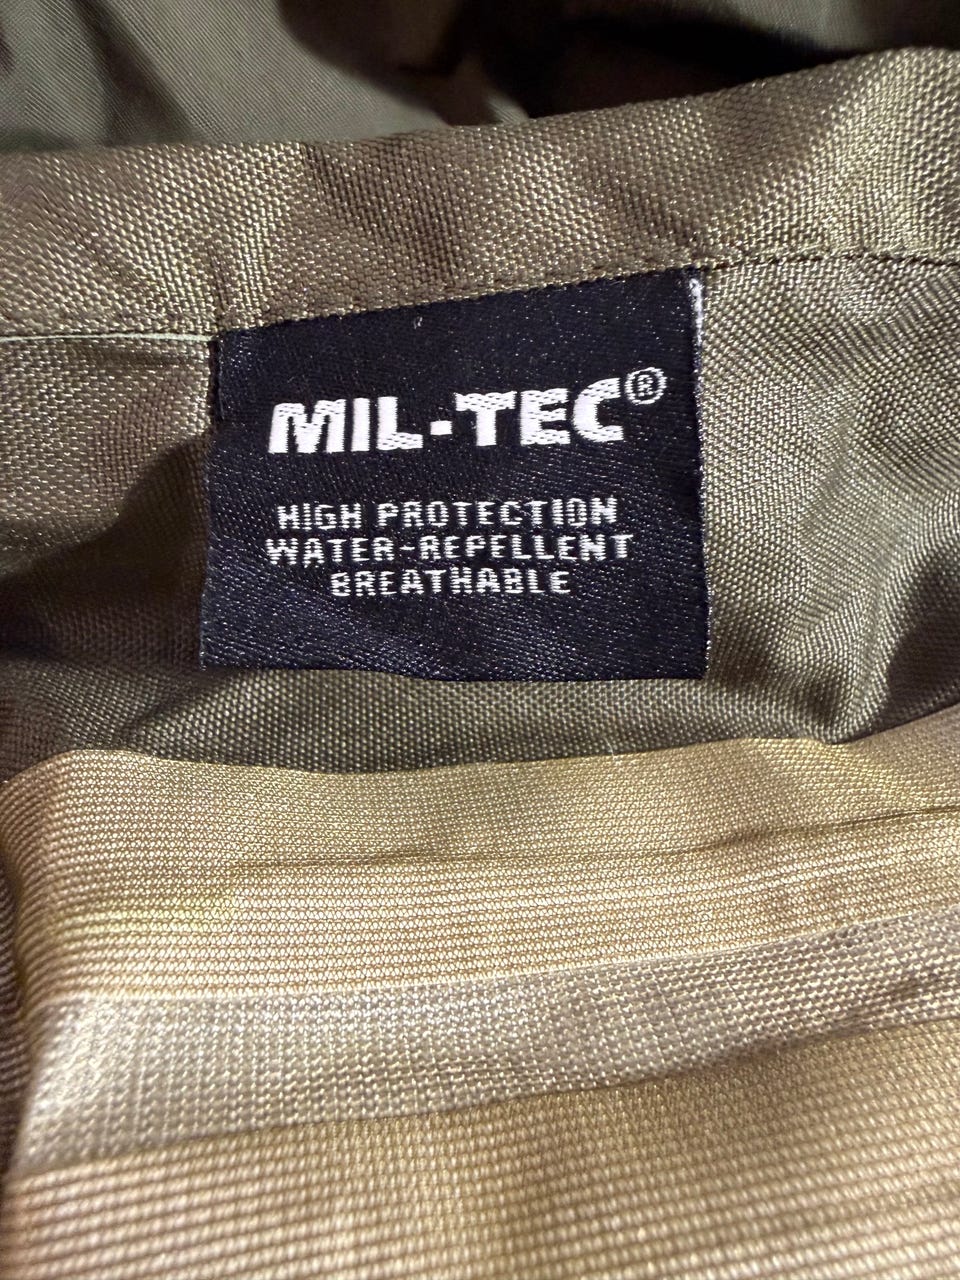 MIL-TEC®
HIGH PROTECTION
WATER-REPELLENT
BREATHABLE